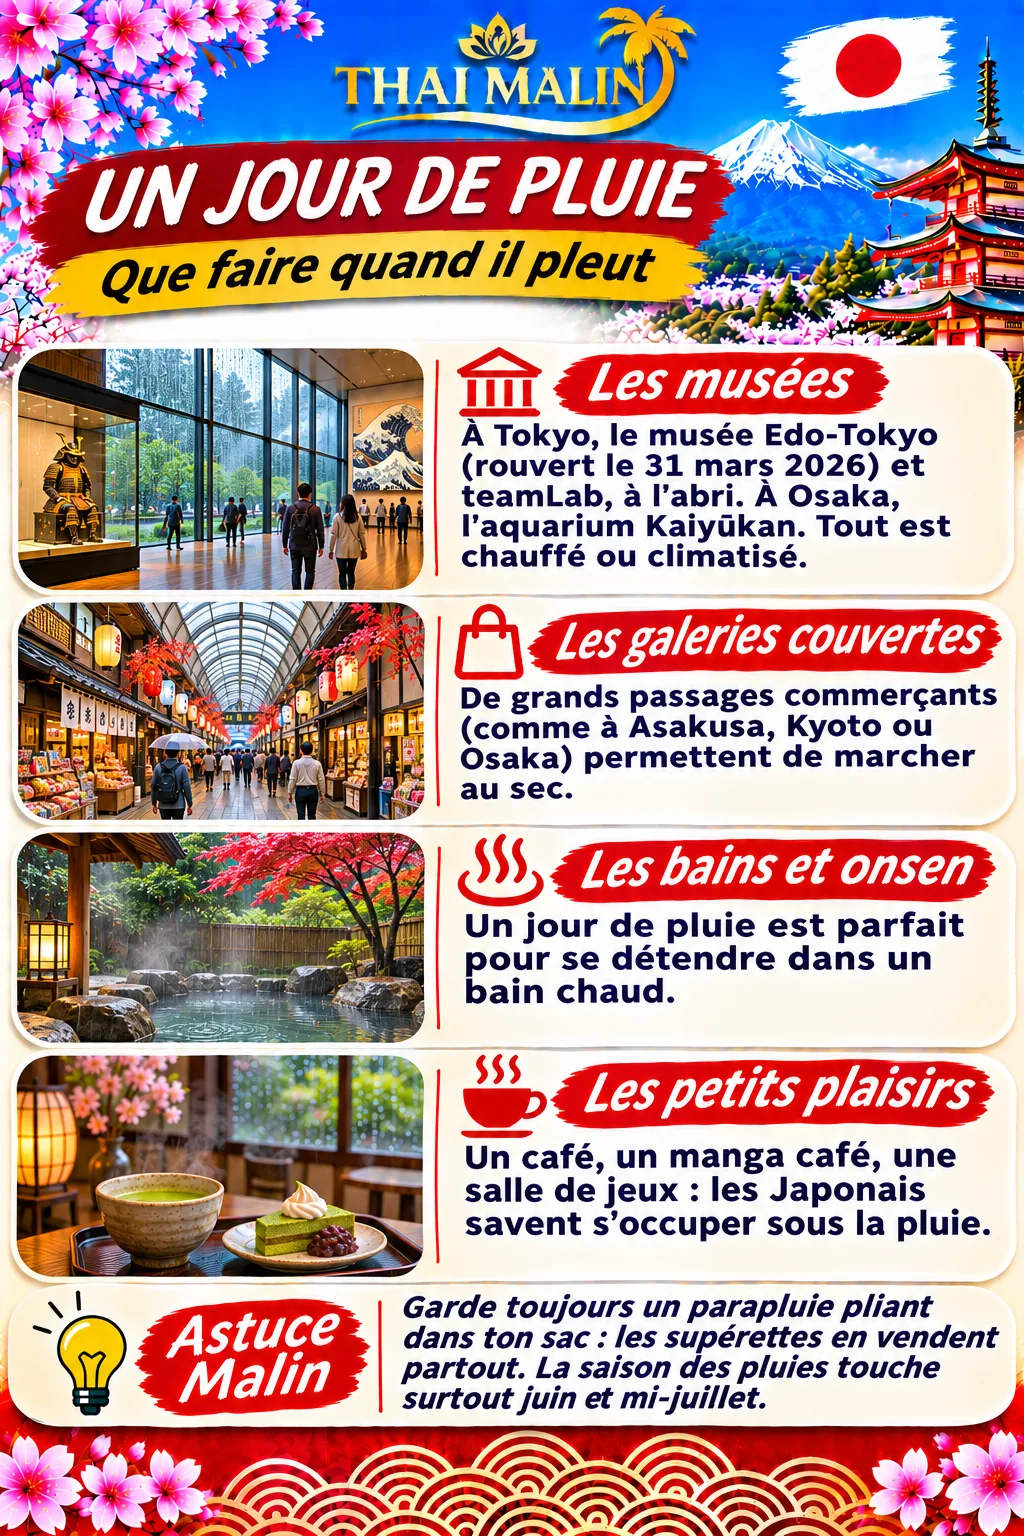 THAI MALIN
UN JOUR DE PLUIE
Que faire quand il pleut
Les musées
À Tokyo, le musée Edo-Tokyo
(rouvert le 31 mars 2026) et
teamLab, à l'abri. À Osaka,
l'aquarium Kaiyūkan. Tout est
chauffé ou climatisé.
Les galeries couvertes
De grands passages commerçants
(comme à Asakusa, Kyoto ou
Osaka) permettent de marcher
au sec.
Les bains et onsen
Un jour de pluie est parfait
pour se détendre dans un
bain chaud.
Les petits plaisirs
Un café, un manga café, une
salle de jeux : les Japonais
savent s'occuper sous la pluie.
Astuce
Malin
Garde toujours un parapluie pliant
dans ton sac : les supérettes en vendent
partout. La saison des pluies touche
surtout juin et mi-juillet.